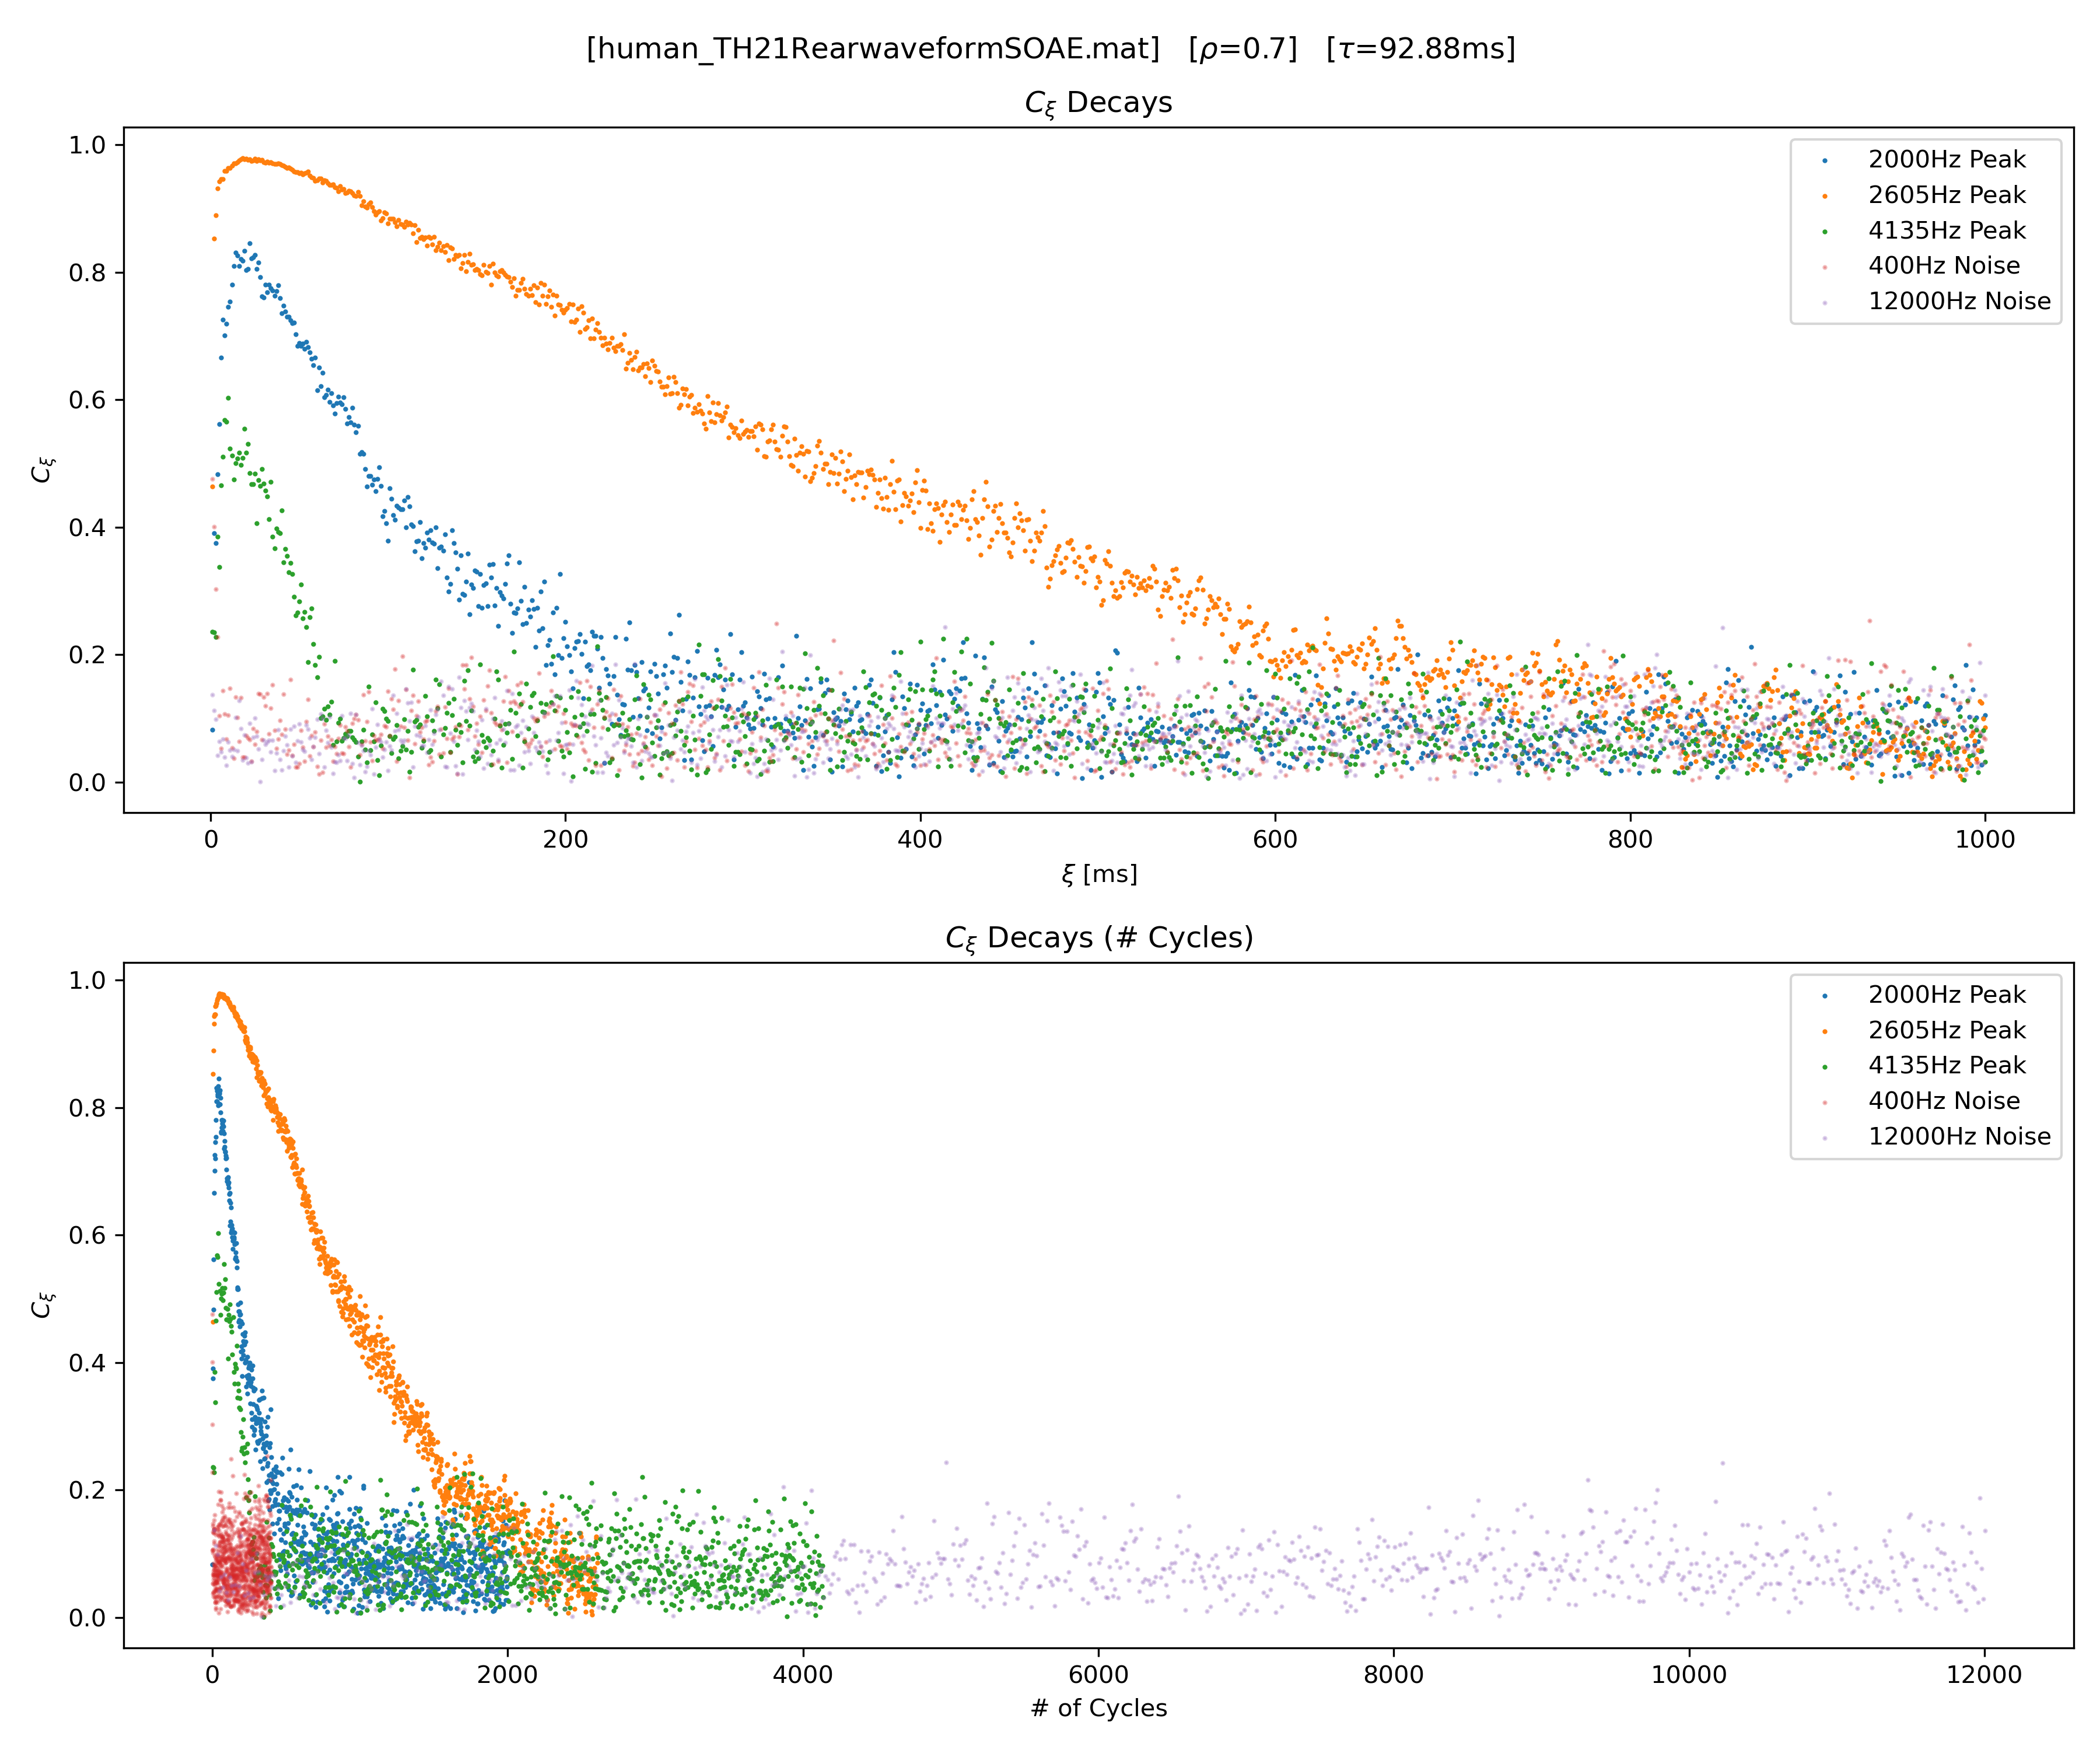 [human_TH21RearwaveformSOAE.mat] [ρ=0.7] [τ=92.88ms]
C_ξ Decays
1.0
0.8
0.6
0.4
0.2
0.0
C_ξ
2000Hz Peak
2605Hz Peak
4135Hz Peak
400Hz Noise
12000Hz Noise
0 200 400 600 800 1000
ξ [ms]
C_ξ Decays (# Cycles)
1.0
0.8
0.6
0.4
0.2
0.0
C_ξ
2000Hz Peak
2605Hz Peak
4135Hz Peak
400Hz Noise
12000Hz Noise
0 2000 4000 6000 8000 10000 12000
# of Cycles